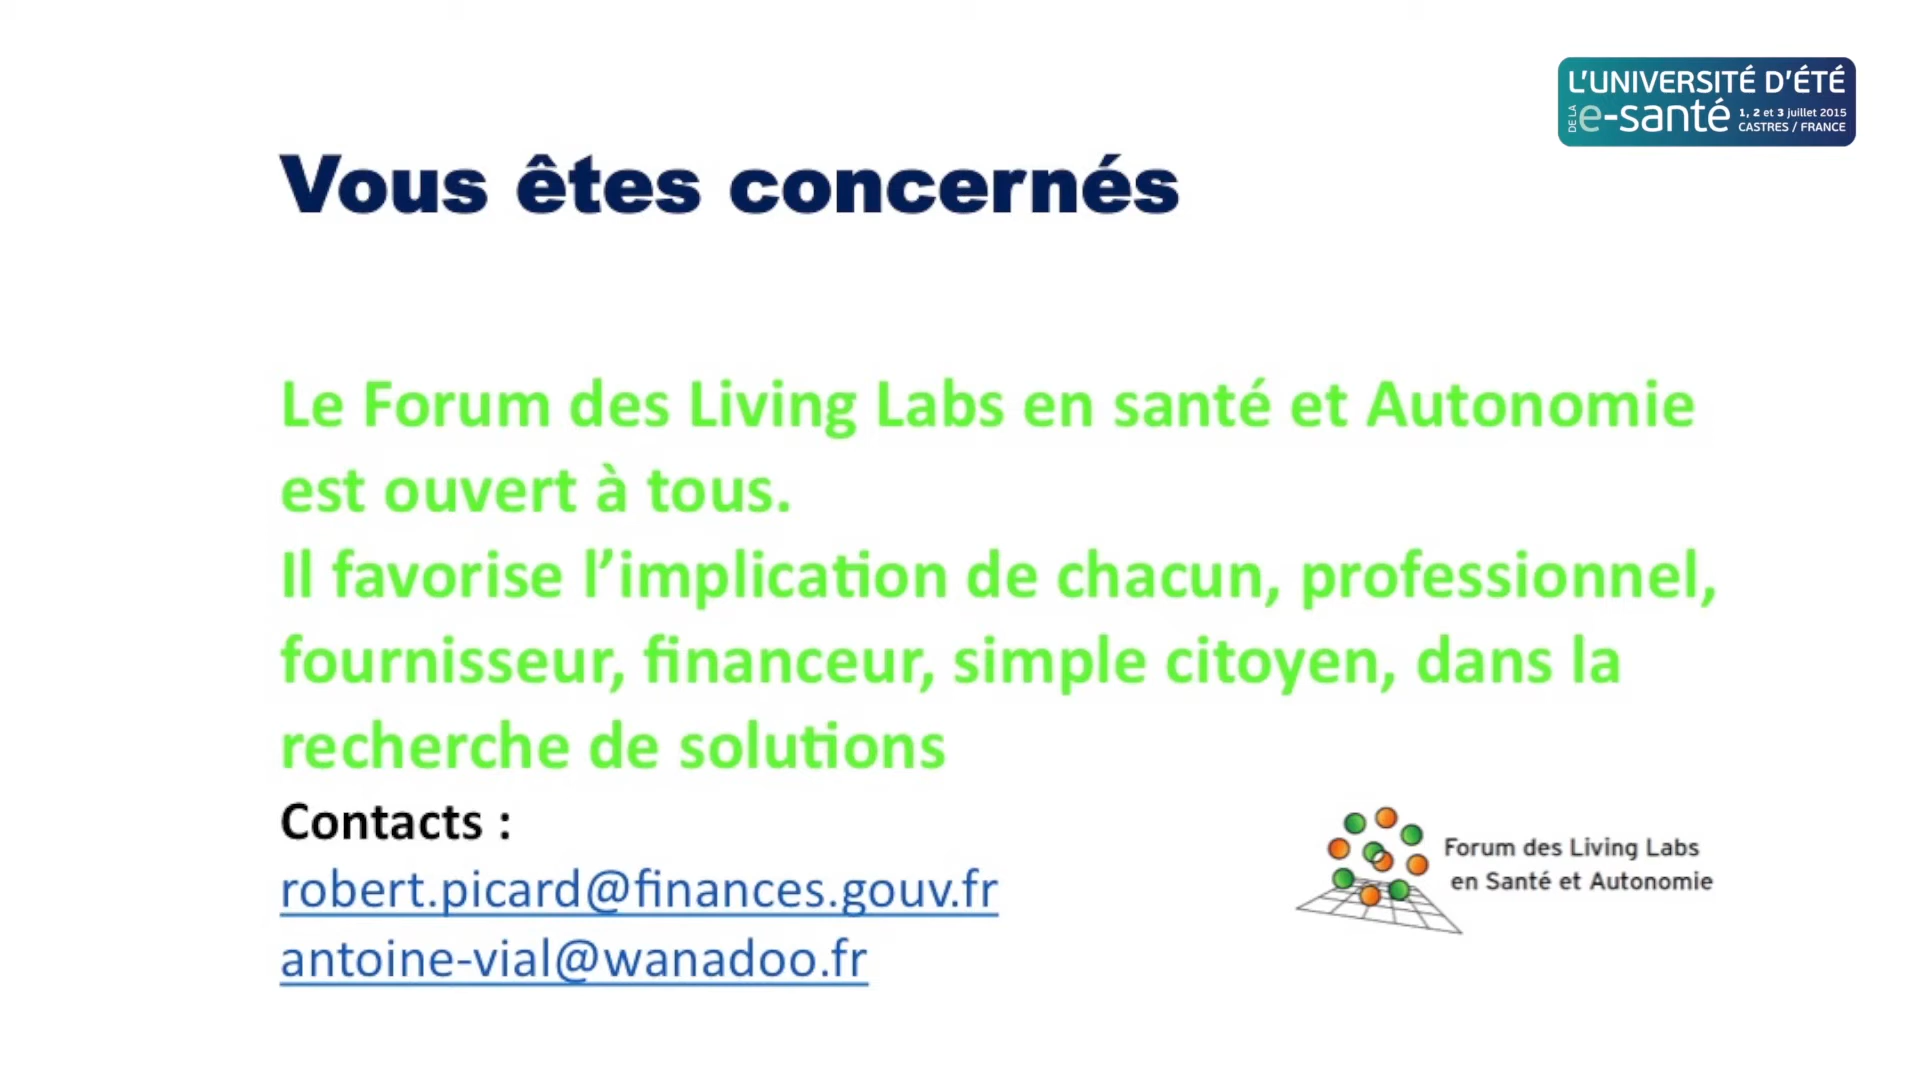 L'UNIVERSITÉ D'ÉTÉ
DE LA e-santé 1, 2 et 3 juillet 2015
CASTRES / FRANCE
Vous êtes concernés
Le Forum des Living Labs en santé et Autonomie
est ouvert à tous.
Il favorise l’implication de chacun, professionnel,
fournisseur, financeur, simple citoyen, dans la
recherche de solutions
Contacts :
robert.picard@finances.gouv.fr
antoine-vial@wanadoo.fr
Forum des Living Labs
en Santé et Autonomie